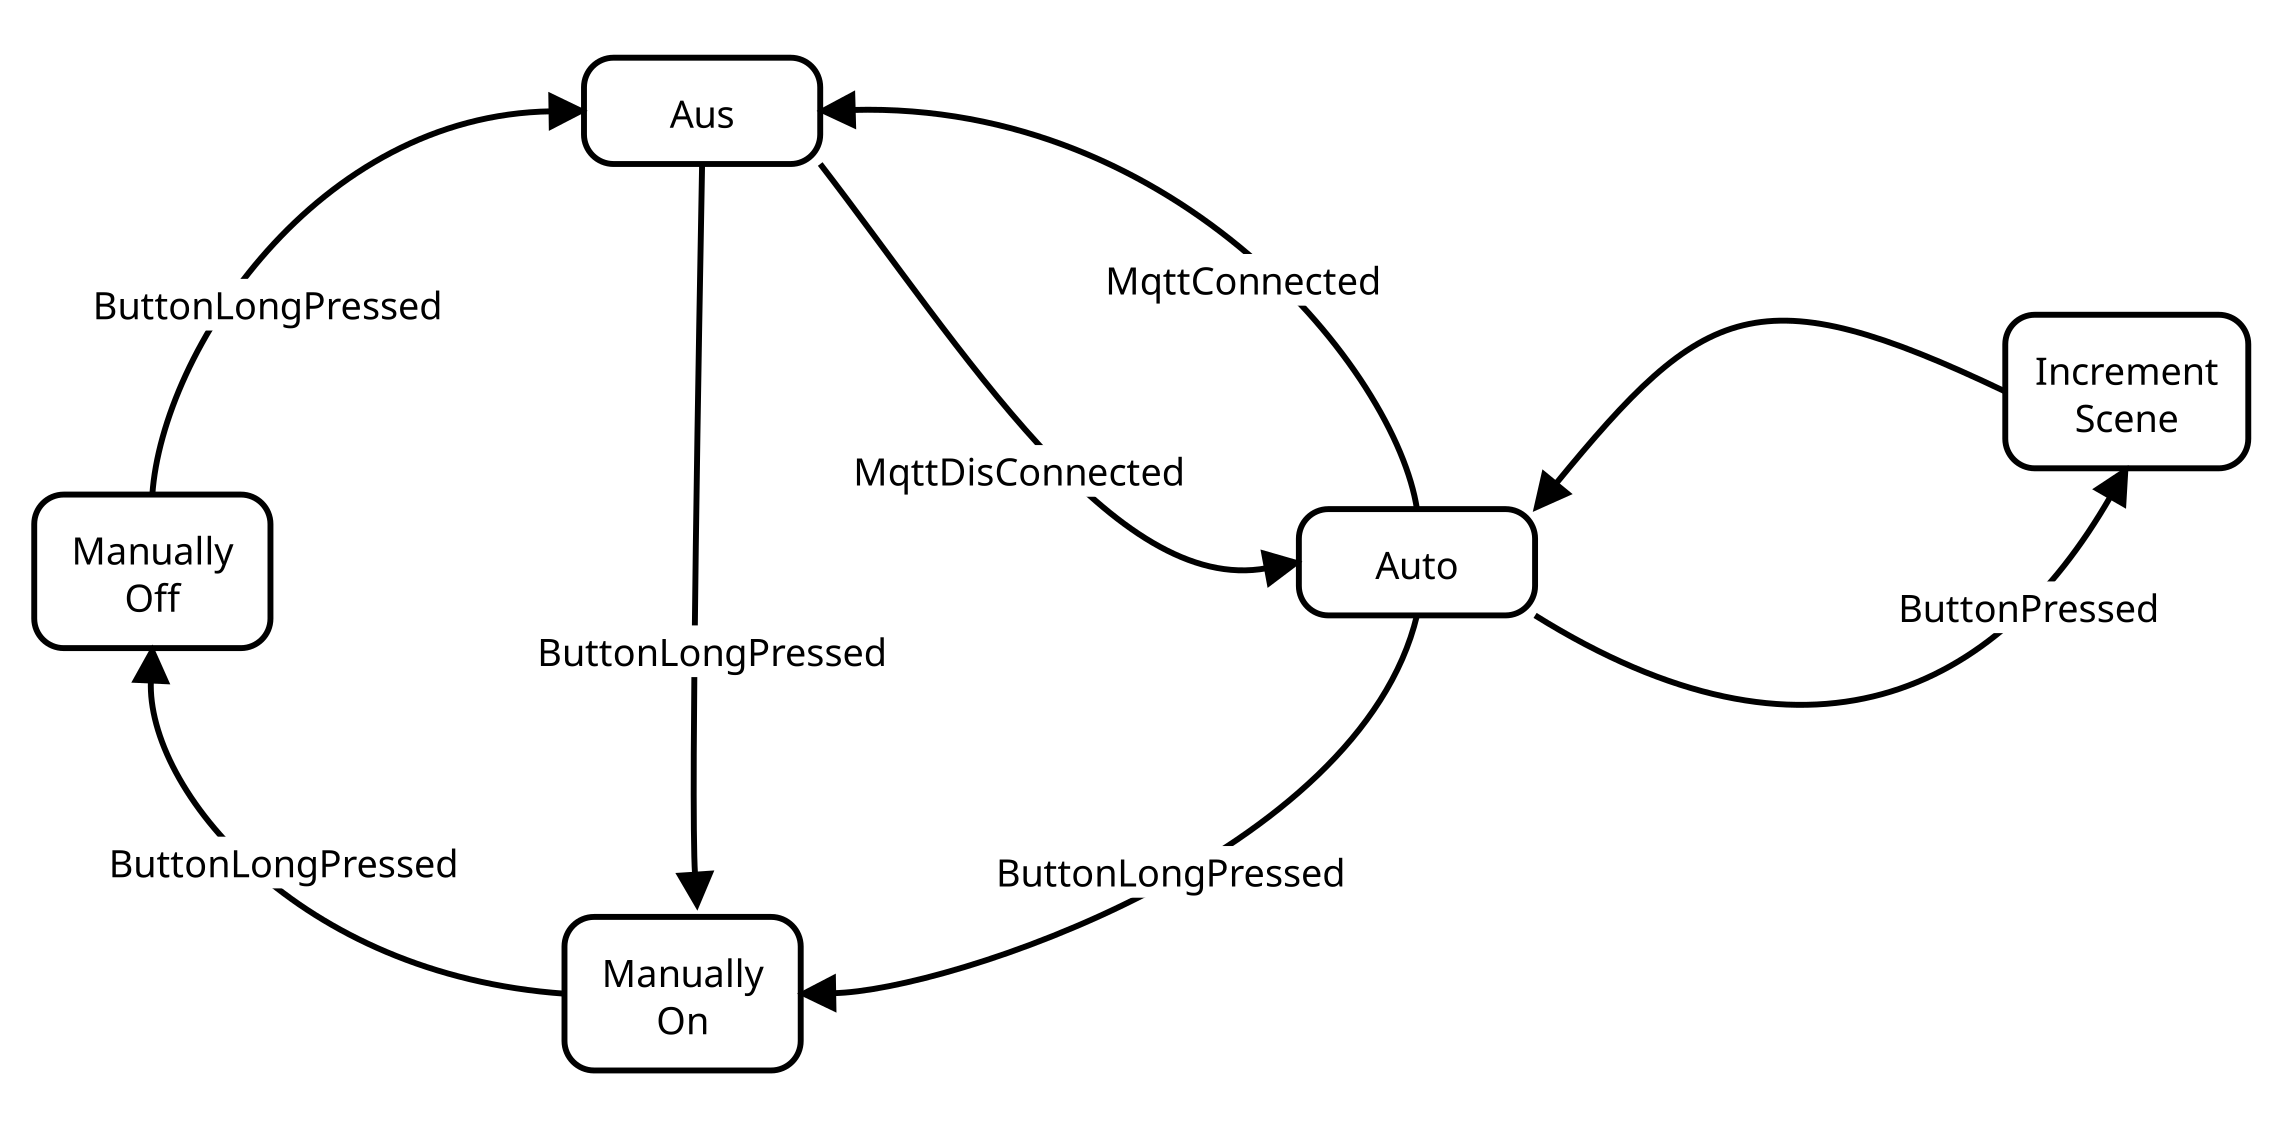 Aus
MqttConnected
ButtonLongPressed
Increment
Scene
MqttDisConnected
Manually
Off
Auto
ButtonPressed
ButtonLongPressed
ButtonLongPressed
ButtonLongPressed
Manually
On